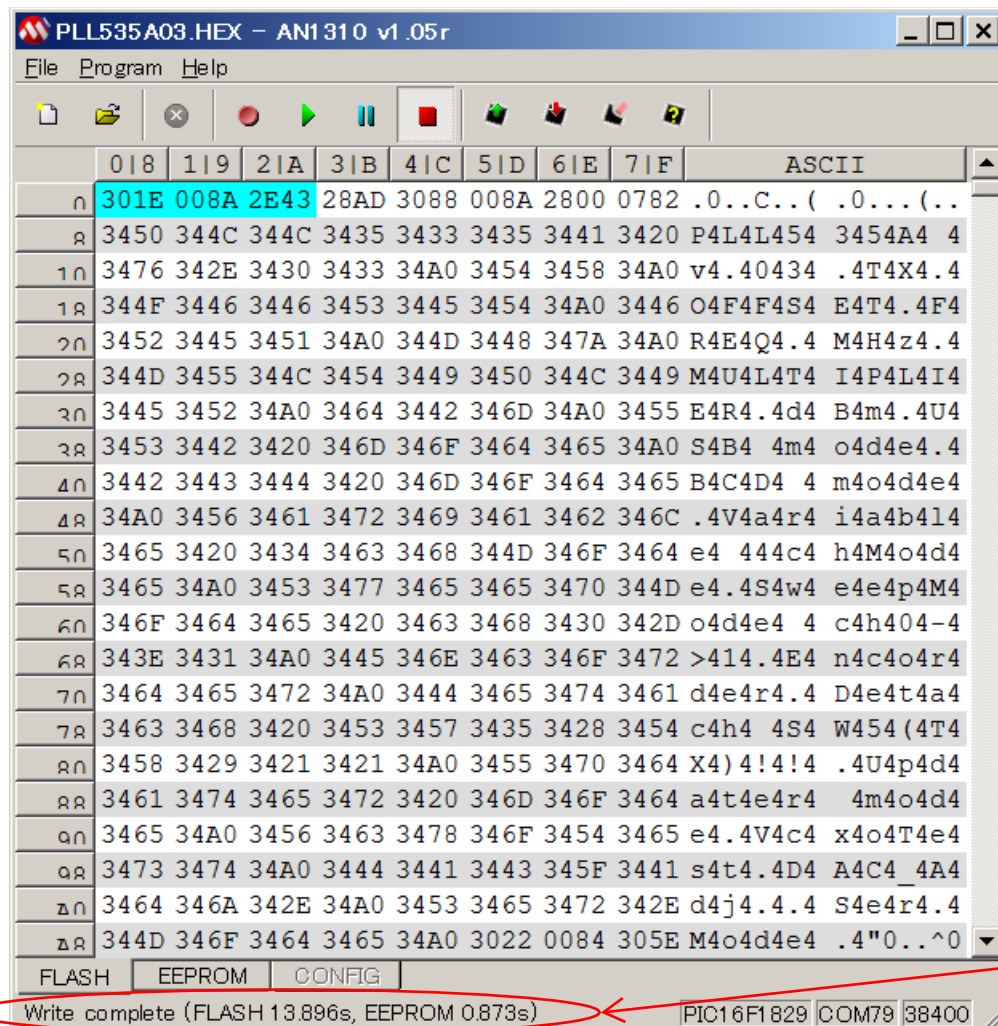 PLL535A03.HEX - AN1310 v1.05r
File Program Help
0|8 1|9 2|A 3|B 4|C 5|D 6|E 7|F ASCII
0 301E 008A 2E43 28AD 3088 008A 2800 0782 .0..C..( .0...(..
8 3450 344C 344C 3435 3433 3435 3441 3420 P4L4L454 3454A4 4
10 3476 342E 3430 3433 34A0 3454 3458 34A0 v4.40434 .4T4X4.4
18 344F 3446 3446 3453 3445 3454 34A0 3446 O4F4F4S4 E4T4.4F4
20 3452 3445 3451 34A0 344D 3448 347A 34A0 R4E4Q4.4 M4H4z4.4
28 344D 3455 344C 3454 3449 3450 344C 3449 M4U4L4T4 I4P4L4I4
30 3445 3452 34A0 3464 3442 346D 34A0 3455 E4R4.4d4 B4m4.4U4
38 3453 3442 3420 346D 346F 3464 3465 34A0 S4B4 4m4 o4d4e4.4
40 3442 3443 3444 3420 346D 346F 3464 3465 B4C4D4 4 m4o4d4e4
48 34A0 3456 3461 3472 3469 3461 3462 346C .4V4a4r4 i4a4b4l4
50 3465 3420 3434 3463 3468 344D 346F 3464 e4 444c4 h4M4o4d4
58 3465 34A0 3453 3477 3465 3465 3470 344D e4.4S4w4 e4e4p4M4
60 346F 3464 3465 3420 3463 3468 3430 342D o4d4e4 4 c4h404-4
68 343E 3431 34A0 3445 346E 3463 346F 3472 >414.4E4 n4c4o4r4
70 3464 3465 3472 34A0 3444 3465 3474 3461 d4e4r4.4 D4e4t4a4
78 3463 3468 3420 3453 3457 3435 3428 3454 c4h4 4S4 W454(4T4
80 3458 3429 3421 3421 34A0 3455 3470 3464 X4)4!4!4 .4U4p4d4
88 3461 3474 3465 3472 3420 346D 346F 3464 a4t4e4r4 4m4o4d4
90 3465 34A0 3456 3463 3478 346F 3454 3465 e4.4V4c4 x4o4T4e4
98 3473 3474 34A0 3444 3441 3443 345F 3441 s4t4.4D4 A4C4_4A4
A0 3464 346A 342E 34A0 3453 3465 3472 342E d4j4.4.4 S4e4r4.4
A8 344D 346F 3464 3465 34A0 3022 0084 305E M4o4d4e4 .4"0..^0
FLASH EEPROM CONFIG
Write complete (FLASH 13.896s, EEPROM 0.873s) PIC16F1829 COM79 38400